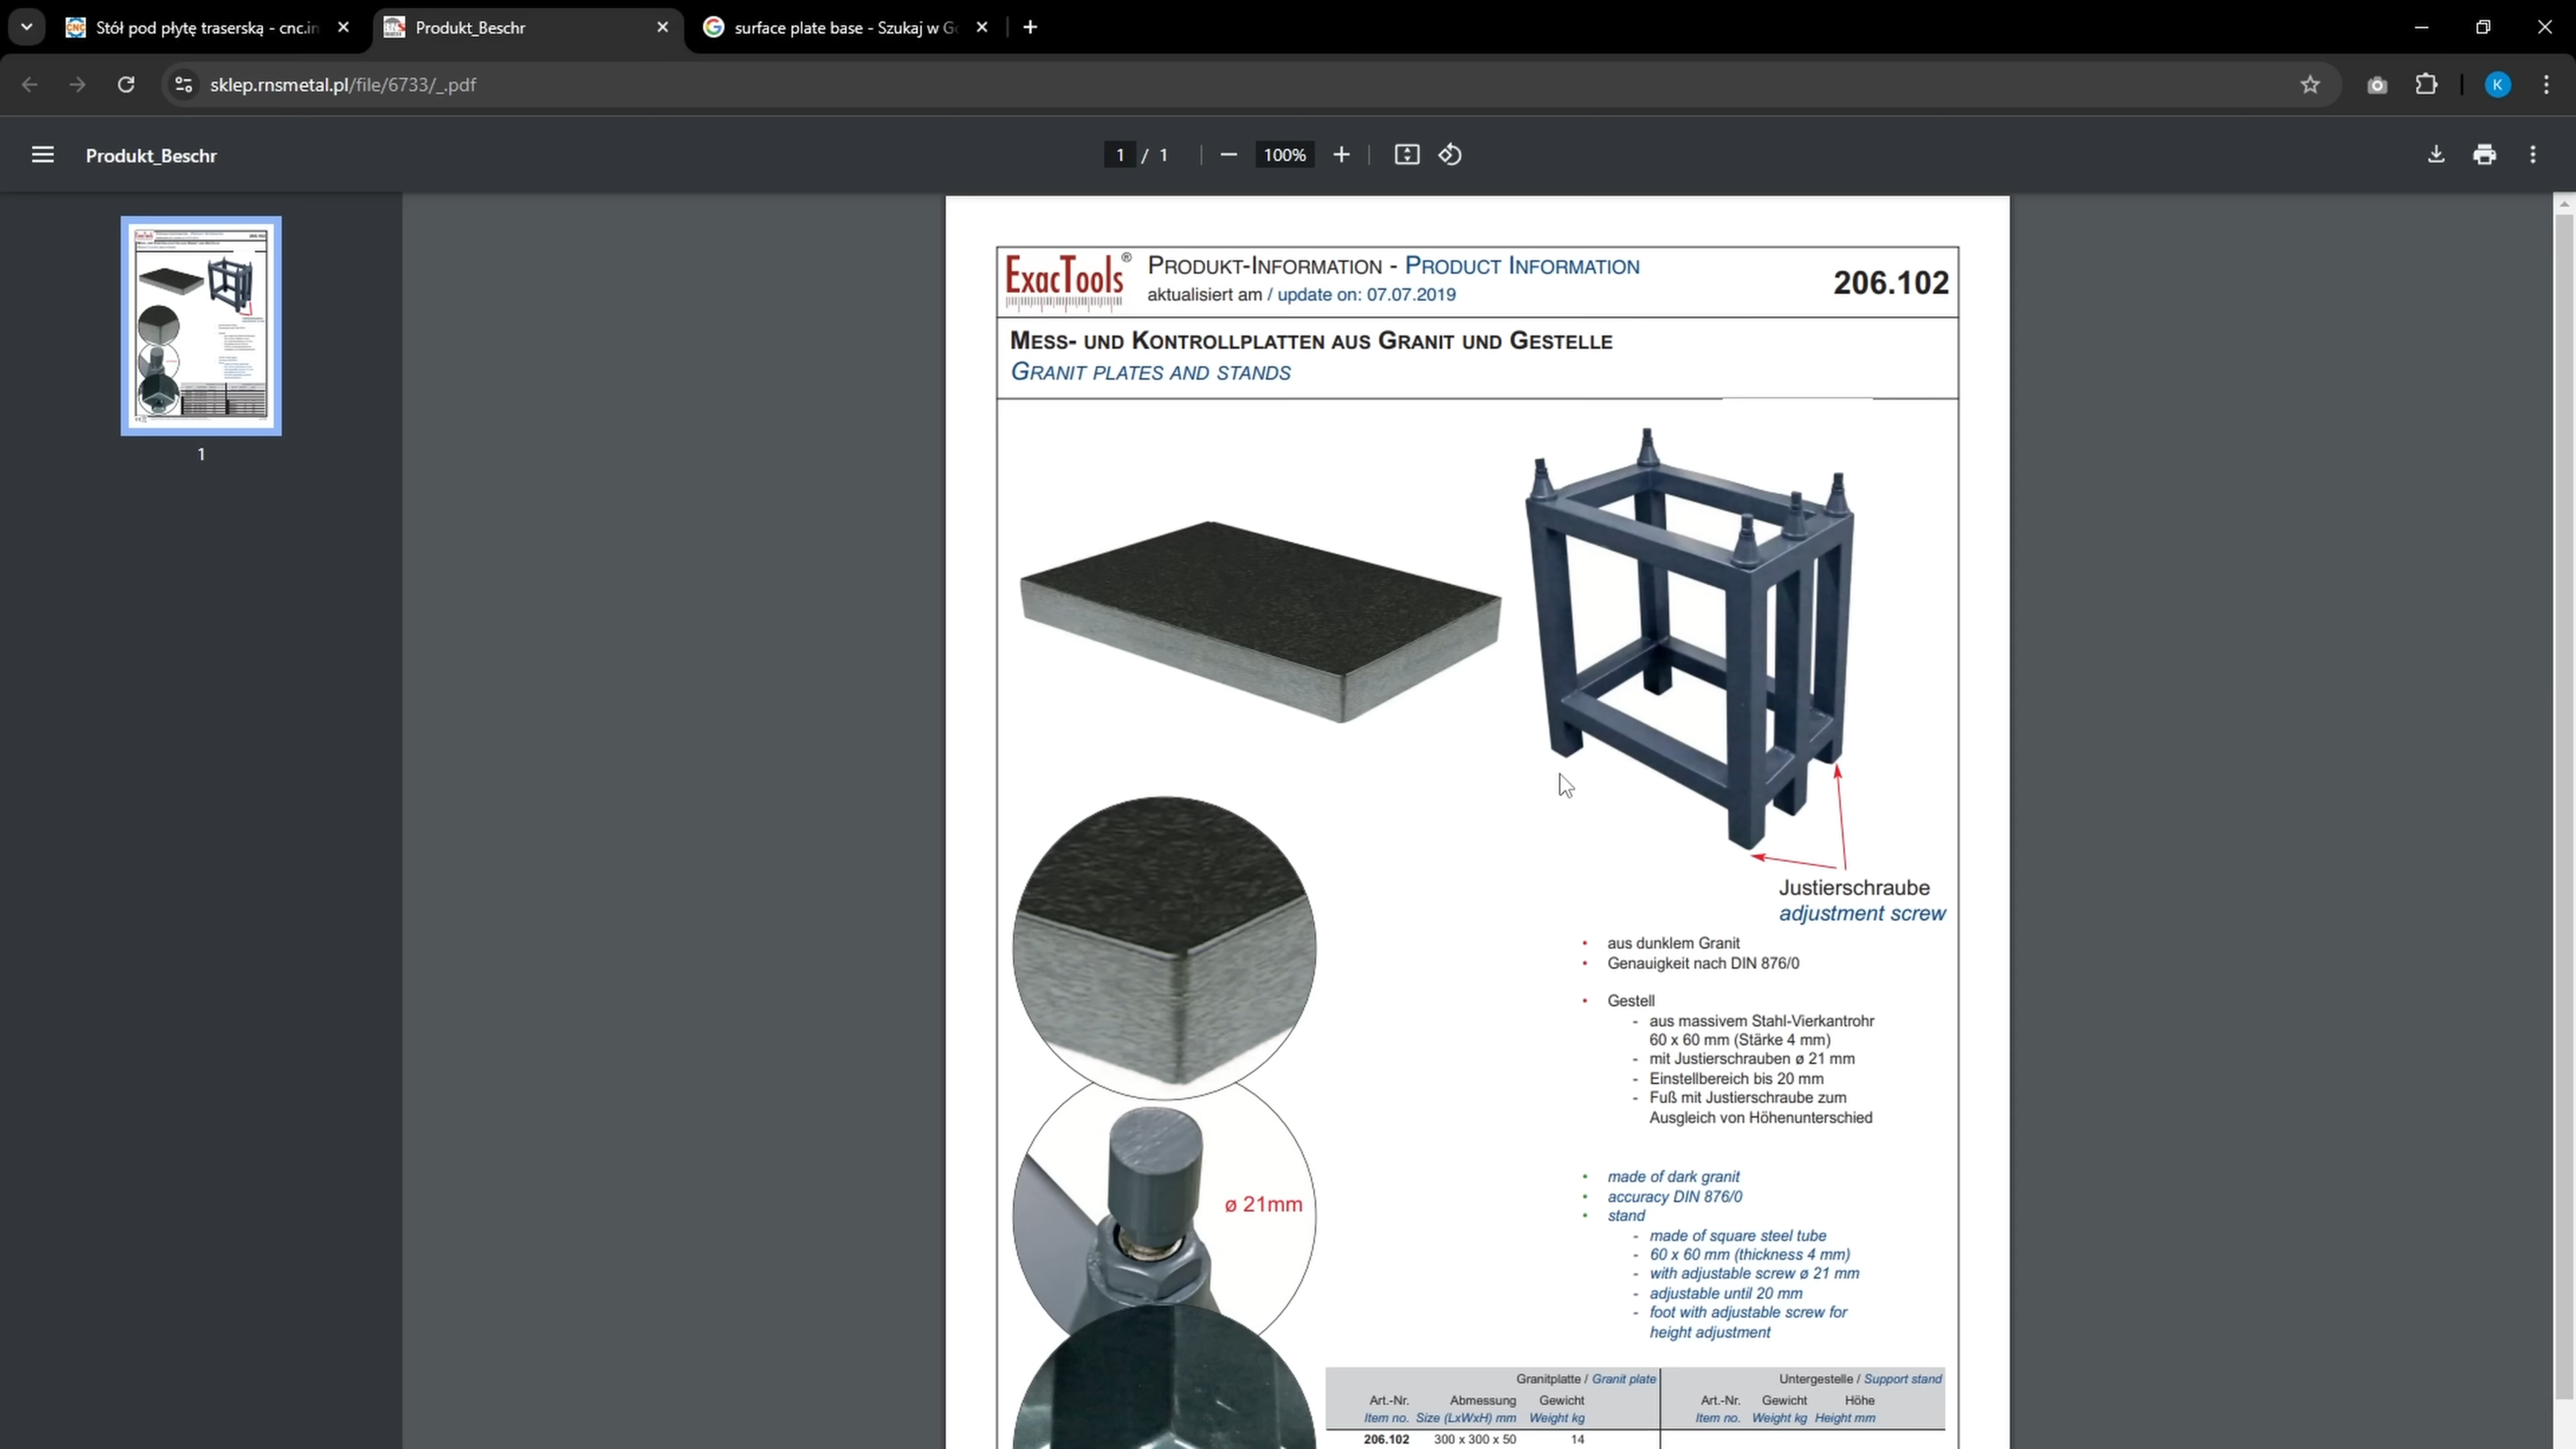 Stół pod płytę traserską - cnc.in
Produkt_Beschr
surface plate base - Szukaj w Go
sklep.rnsmetal.pl/file/6733/_.pdf
K
Produkt_Beschr
1 / 1
100%
1
ExacTools®
PRODUKT-INFORMATION - PRODUCT INFORMATION
aktualisiert am / update on: 07.07.2019
206.102
MESS- UND KONTROLLPLATTEN AUS GRANIT UND GESTELLE
GRANIT PLATES AND STANDS
Justierschraube
adjustment screw
• aus dunklem Granit
• Genauigkeit nach DIN 876/0
• Gestell
- aus massivem Stahl-Vierkantrohr
60 x 60 mm (Stärke 4 mm)
- mit Justierschrauben ø 21 mm
- Einstellbereich bis 20 mm
- Fuß mit Justierschraube zum
Ausgleich von Höhenunterschied
ø 21mm
• made of dark granit
• accuracy DIN 876/0
• stand
- made of square steel tube
- 60 x 60 mm (thickness 4 mm)
- with adjustable screw ø 21 mm
- adjustable until 20 mm
- foot with adjustable screw for
height adjustment
Granitplatte / Granit plate Untergestelle / Support stand
Art.-Nr. Abmessung Gewicht Art.-Nr. Gewicht Höhe
Item no. Size (LxWxH) mm Weight kg Item no. Weight kg Height mm
206.102 300 x 300 x 50 14